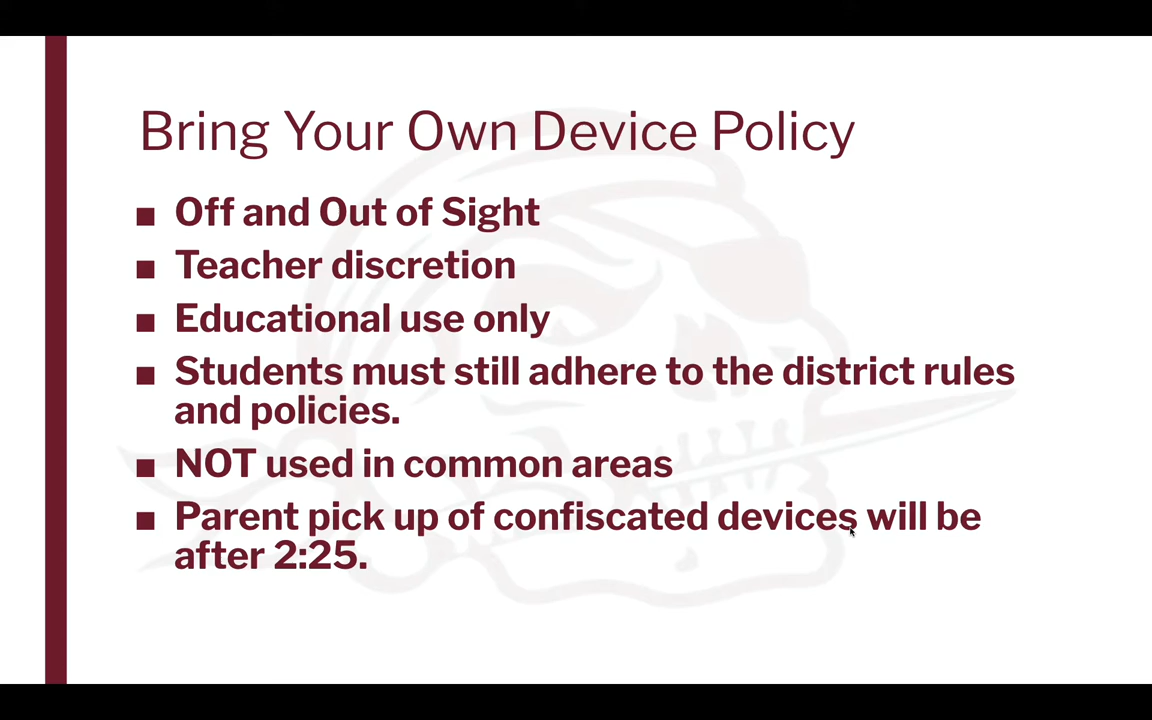 Bring Your Own Device Policy
■ Off and Out of Sight
■ Teacher discretion
■ Educational use only
■ Students must still adhere to the district rules
and policies.
■ NOT used in common areas
■ Parent pick up of confiscated devices will be
after 2:25.